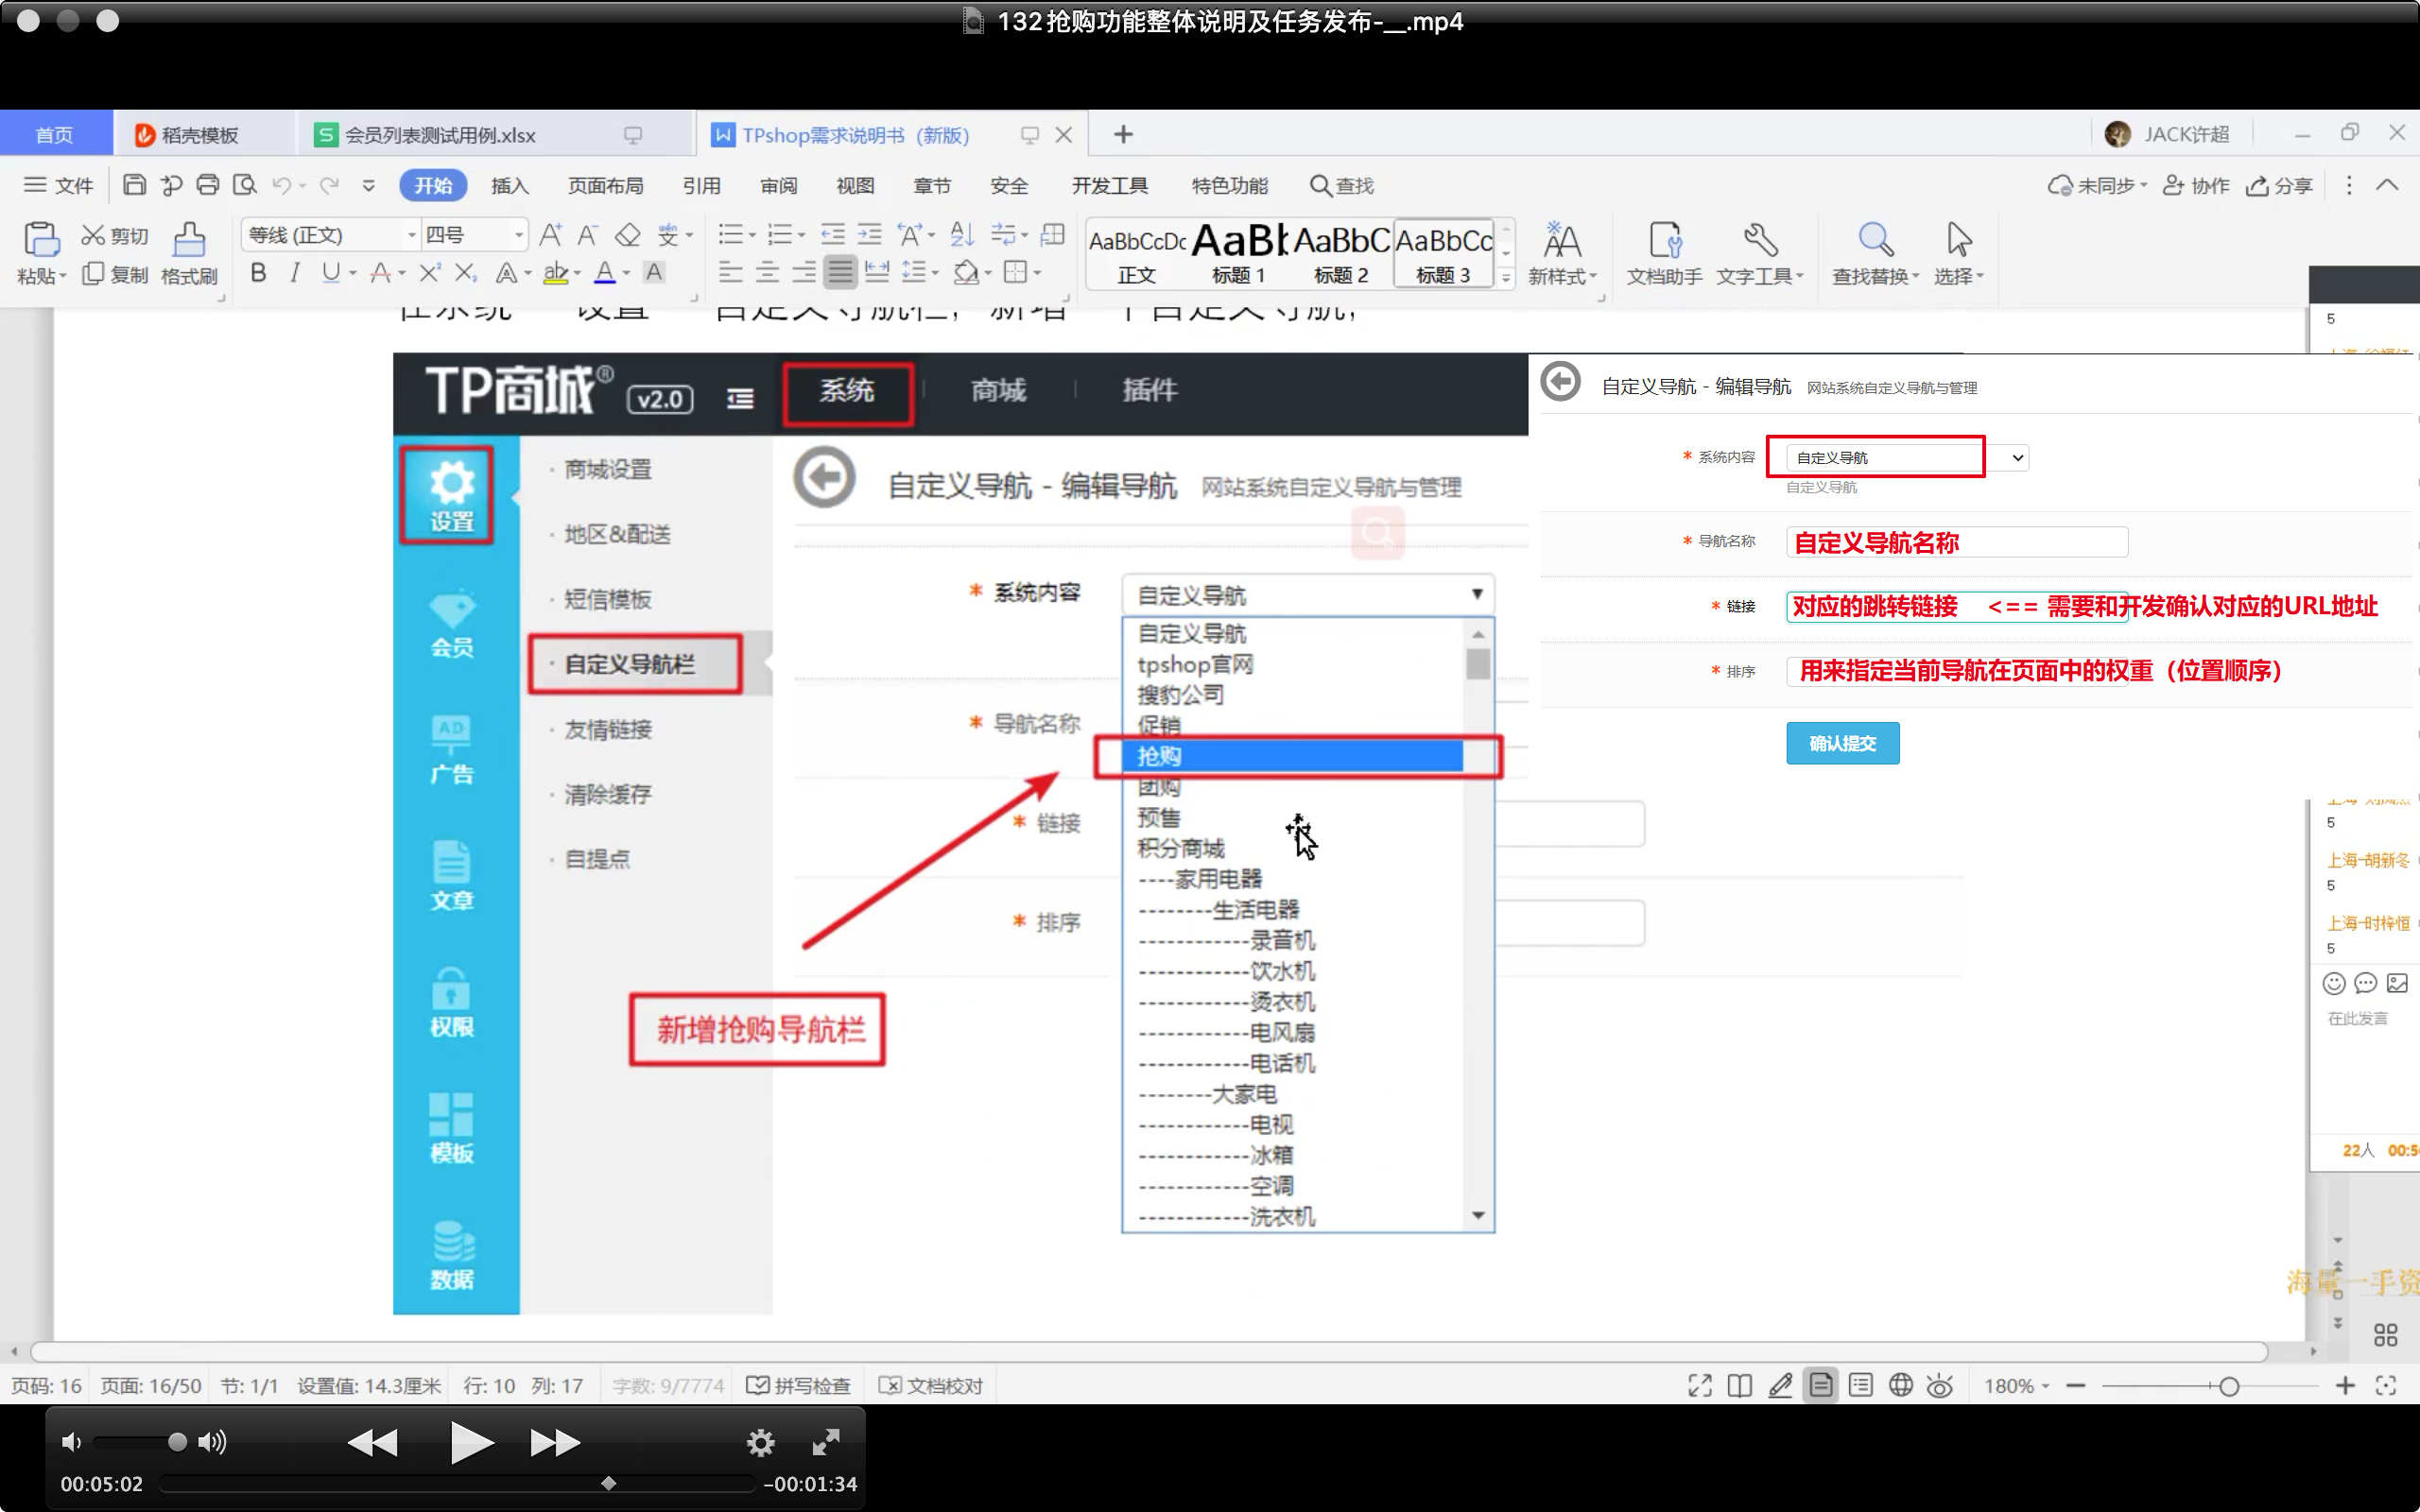 132抢购功能整体说明及任务发布-__.mp4
首页
稻壳模板
会员列表测试用例.xlsx
TPshop需求说明书（新版）
JACK许超
文件
开始
插入
页面布局
引用
审阅
视图
章节
安全
开发工具
特色功能
查找
未同步
协作
分享
粘贴
剪切
复制
格式刷
等线 (正文)
四号
AaBbCcDc
正文
AaBb
标题 1
AaBbC
标题 2
AaBbCc
标题 3
新样式
文档助手
文字工具
查找替换
选择
TP商城® v2.0
系统
商城
插件
设置
会员
广告
文章
权限
模板
数据
· 商城设置
· 地区&配送
· 短信模板
· 自定义导航栏
· 友情链接
· 清除缓存
· 自提点
自定义导航 - 编辑导航 网站系统自定义导航与管理
* 系统内容
自定义导航
自定义导航
tpshop官网
搜豹公司
促销
抢购
团购
预售
积分商城
----家用电器
--------生活电器
------------录音机
------------饮水机
------------烫衣机
------------电风扇
------------电话机
--------大家电
------------电视
------------冰箱
------------空调
------------洗衣机
* 导航名称
* 链接
* 排序
新增抢购导航栏
自定义导航 - 编辑导航 网站系统自定义导航与管理
* 系统内容
自定义导航
自定义导航
* 导航名称
自定义导航名称
* 链接
对应的跳转链接 <== 需要和开发确认对应的URL地址
* 排序
用来指定当前导航在页面中的权重（位置顺序）
确认提交
5
5
上海-胡新冬
5
上海-时梓恒
5
在此发言
22人
海量一手资
页码: 16
页面: 16/50
节: 1/1
设置值: 14.3厘米
行: 10
列: 17
字数: 9/7774
拼写检查
文档校对
180%
00:05:02
-00:01:34